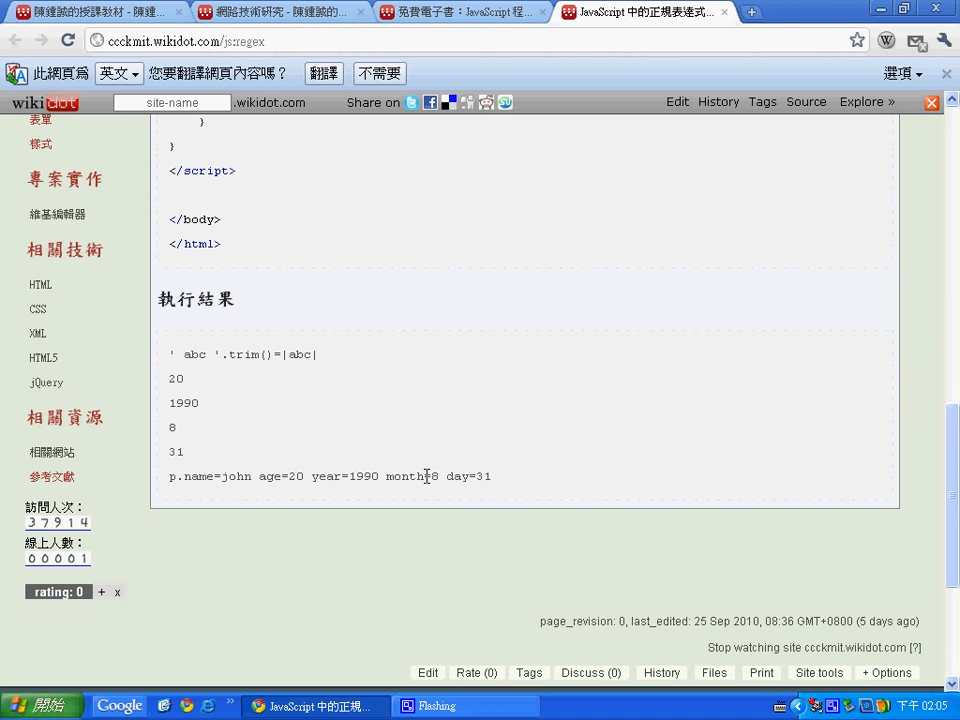 陳鍾誠的授課教材 - 陳鍾...
網路技術研究 - 陳鍾誠的...
免費電子書：JavaScript 程...
JavaScript 中的正規表達式...
ccckmit.wikidot.com/js:regex
此網頁為 英文 您要翻譯網頁內容嗎？ 翻譯 不需要 選項
wikidot site-name .wikidot.com Share on Edit History Tags Source Explore »
表單
樣式
專案實作
維基編輯器
相關技術
HTML
CSS
XML
HTML5
jQuery
相關資源
相關網站
參考文獻
訪問人次：
37914
線上人數：
00001
rating: 0 + x
}
}
</script>
</body>
</html>
執行結果
' abc '.trim()=|abc|
20
1990
8
31
p.name=john age=20 year=1990 month=8 day=31
page_revision: 0, last_edited: 25 Sep 2010, 08:36 GMT+0800 (5 days ago)
Stop watching site ccckmit.wikidot.com [?]
Edit Rate (0) Tags Discuss (0) History Files Print Site tools + Options
開始 Google JavaScript 中的正規... Flashing 下午 02:05